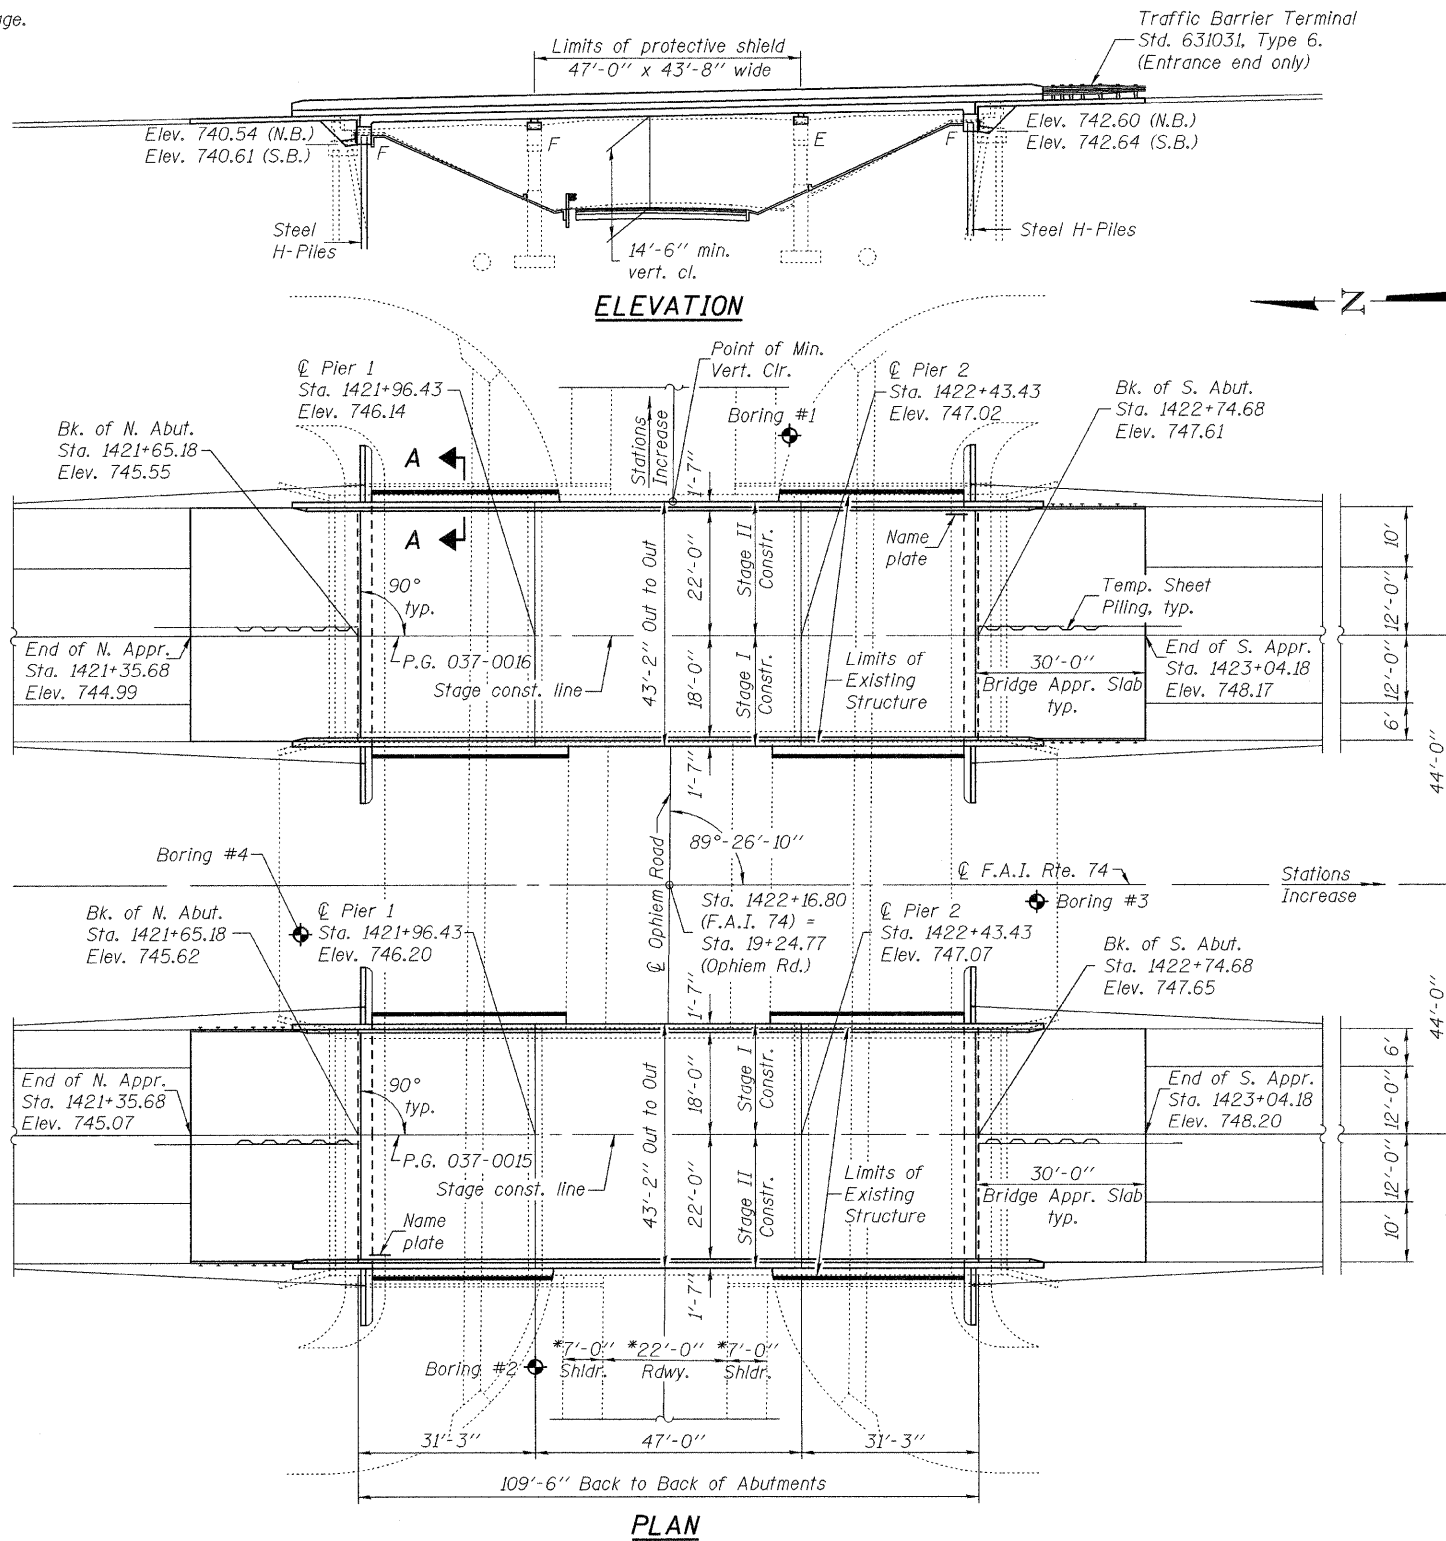 age.
Traffic Barrier Terminal
Std. 631031, Type 6.
(Entrance end only)
Limits of protective shield
47'-0" x 43'-8" wide
Elev. 740.54 (N.B.)
Elev. 740.61 (S.B.)
F
F
E
F
Elev. 742.60 (N.B.)
Elev. 742.64 (S.B.)
Steel
H-Piles
14'-6" min.
vert. cl.
Steel H-Piles
ELEVATION
Z
Point of Min.
Vert. Clr.
℄ Pier 1
Sta. 1421+96.43
Elev. 746.14
℄ Pier 2
Sta. 1422+43.43
Elev. 747.02
Bk. of S. Abut.
Sta. 1422+74.68
Elev. 747.61
Bk. of N. Abut.
Sta. 1421+65.18
Elev. 745.55
Boring #1
Stations
Increase
A
A
1'-7"
Name
plate
90°
typ.
43'-2" Out to Out
22'-0"
Stage II
Constr.
10'
12'-0"
Temp. Sheet
Piling, typ.
End of N. Appr.
Sta. 1421+35.68
Elev. 744.99
P.G. 037-0016
Stage const. line
18'-0"
Stage I
Constr.
Limits of
Existing
Structure
30'-0"
Bridge Appr. Slab
typ.
End of S. Appr.
Sta. 1423+04.18
Elev. 748.17
12'-0"
6'
44'-0"
1'-7"
℄ Ophiem Road
89°-26'-10"
Boring #4
℄ F.A.I. Rte. 74
Stations
Increase
Boring #3
Bk. of N. Abut.
Sta. 1421+65.18
Elev. 745.62
℄ Pier 1
Sta. 1421+96.43
Elev. 746.20
Sta. 1422+16.80
(F.A.I. 74) =
Sta. 19+24.77
(Ophiem Rd.)
℄ Pier 2
Sta. 1422+43.43
Elev. 747.07
Bk. of S. Abut.
Sta. 1422+74.68
Elev. 747.65
44'-0"
1'-7"
End of N. Appr.
Sta. 1421+35.68
Elev. 745.07
90°
typ.
43'-2" Out to Out
18'-0"
Stage I
Constr.
6'
12'-0"
End of S. Appr.
Sta. 1423+04.18
Elev. 748.20
P.G. 037-0015
Stage const. line
22'-0"
Stage II
Constr.
Limits of
Existing
Structure
30'-0"
Bridge Appr. Slab
typ.
12'-0"
10'
Name
plate
1'-7"
*7'-0"
Shldr.
*22'-0"
Rdwy.
*7'-0"
Shldr.
Boring #2
31'-3"
47'-0"
31'-3"
109'-6" Back to Back of Abutments
PLAN